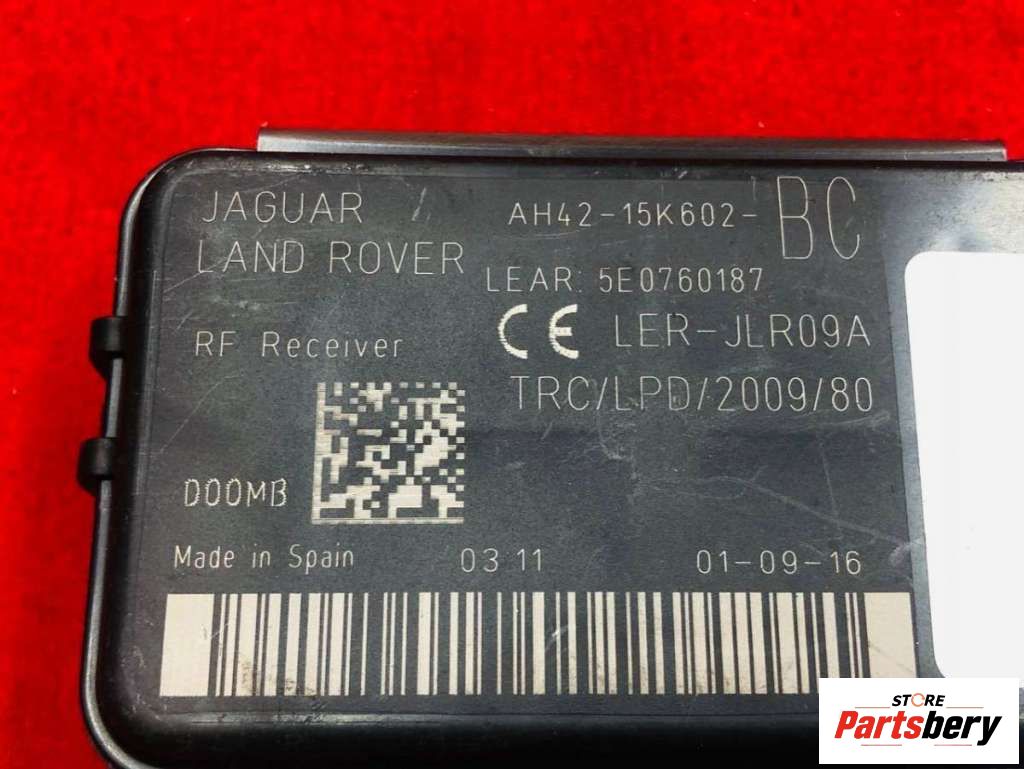 JAGUAR
LAND ROVER
AH42-15K602-BC
LEAR: 5E0760187
RF Receiver
CE LER-JLR09A
TRC/LPD/2009/80
D00MB
Made in Spain 03 11 01-09-16
STORE
Partsbery